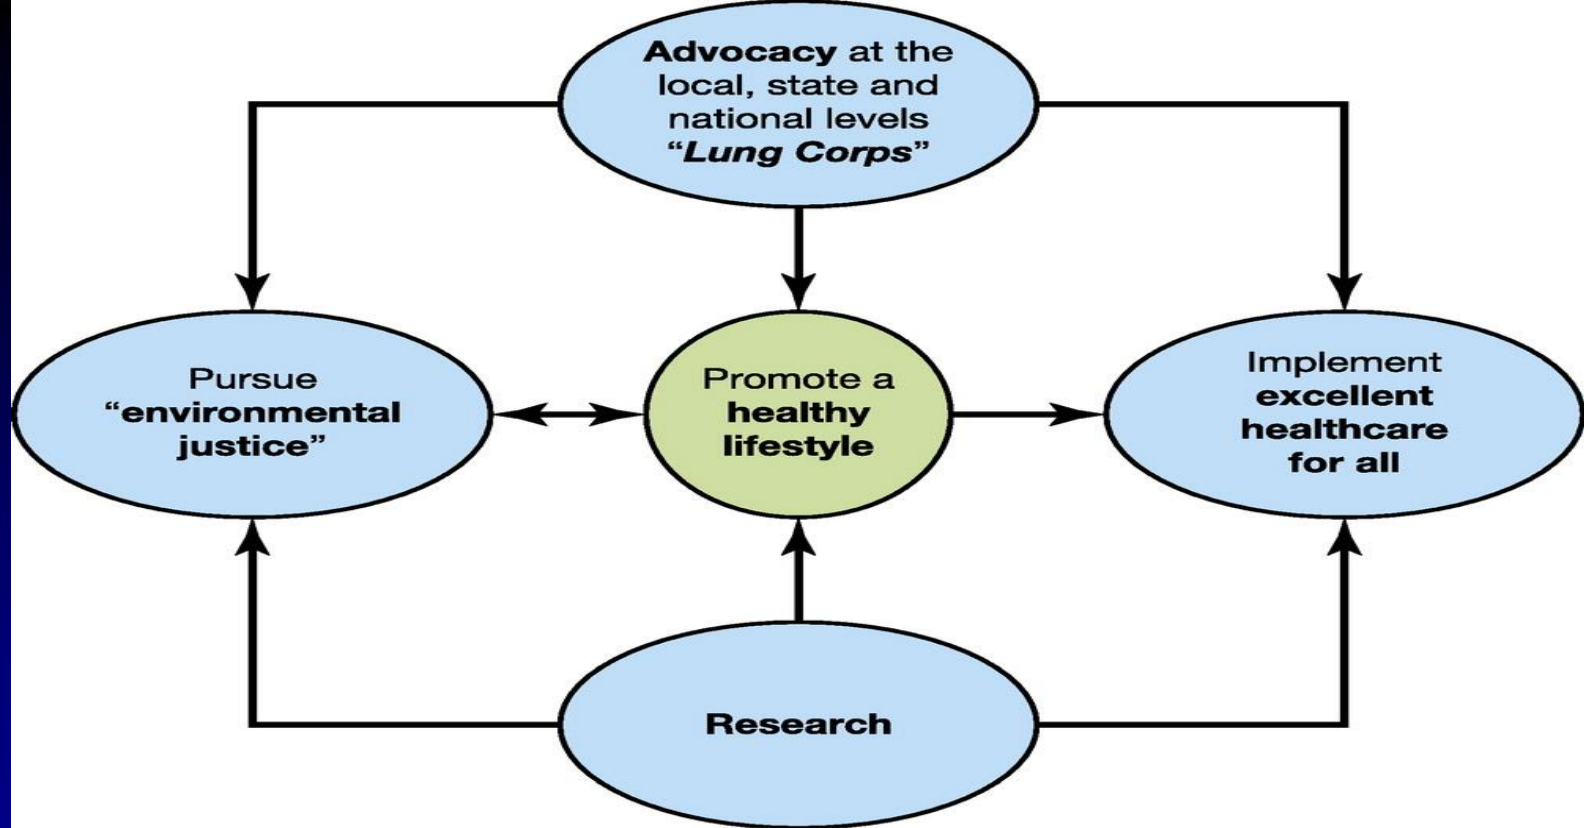 Advocacy at the
local, state and
national levels
“Lung Corps”
Pursue
“environmental
justice”
Promote a
healthy
lifestyle
Implement
excellent
healthcare
for all
Research